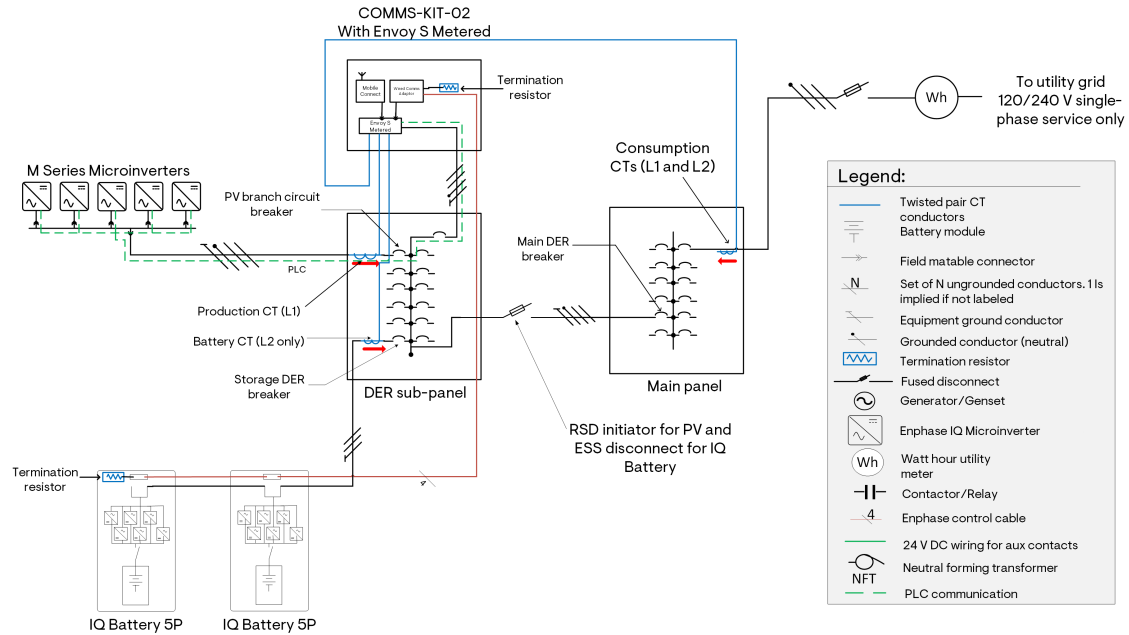 COMMS-KIT-02
With Envoy S Metered
Mobile
Connect
Wired Comms
Adaptor
Termination
resistor
Envoy S
Metered
To utility grid
120/240 V single-
phase service only
Wh
M Series Microinverters
PV branch circuit
breaker
Consumption
CTs (L1 and L2)
Main DER
breaker
PLC
Production CT (L1)
Battery CT (L2 only)
Storage DER
breaker
DER sub-panel
Main panel
RSD initiator for PV and
ESS disconnect for IQ
Battery
Termination
resistor
4
IQ Battery 5P
IQ Battery 5P
Legend:
Twisted pair CT
conductors
Battery module
Field matable connector
N
Set of N ungrounded conductors. 1 Is
implied if not labeled
Equipment ground conductor
Grounded conductor (neutral)
Termination resistor
Fused disconnect
Generator/Genset
Enphase IQ Microinverter
Wh
Watt hour utility
meter
Contactor/Relay
4
Enphase control cable
24 V DC wiring for aux contacts
Neutral forming transformer
NFT
PLC communication